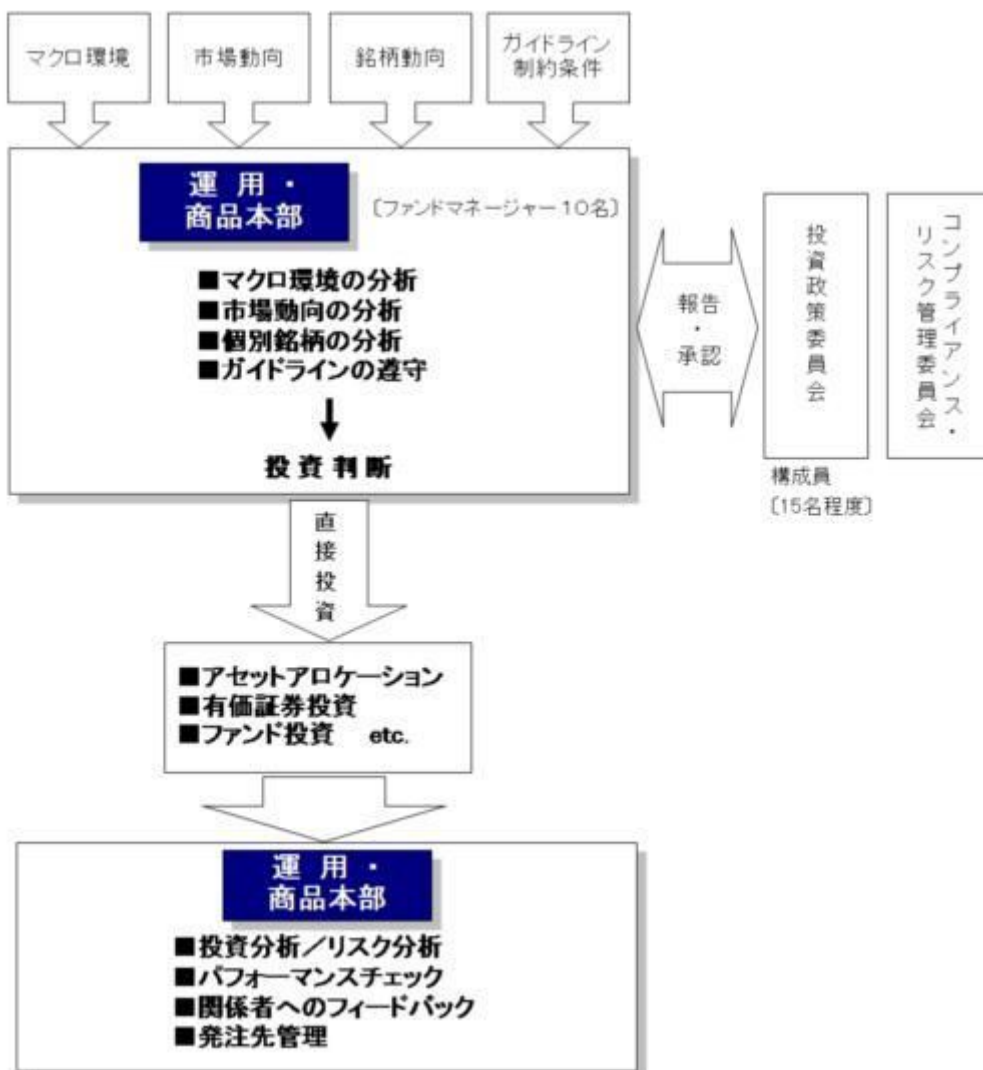 マクロ環境
市場動向
銘柄動向
ガイドライン
制約条件
運 用 ・
商品本部
〔ファンドマネージャー10名〕
■マクロ環境の分析
■市場動向の分析
■個別銘柄の分析
■ガイドラインの遵守
投 資 判 断
報告
・
承認
投資政策委員会
コンプライアンス・
リスク管理委員会
構成員
〔15名程度〕
直接投資
■アセットアロケーション
■有価証券投資
■ファンド投資 etc.
運 用 ・
商品本部
■投資分析/リスク分析
■パフォーマンスチェック
■関係者へのフィードバック
■発注先管理